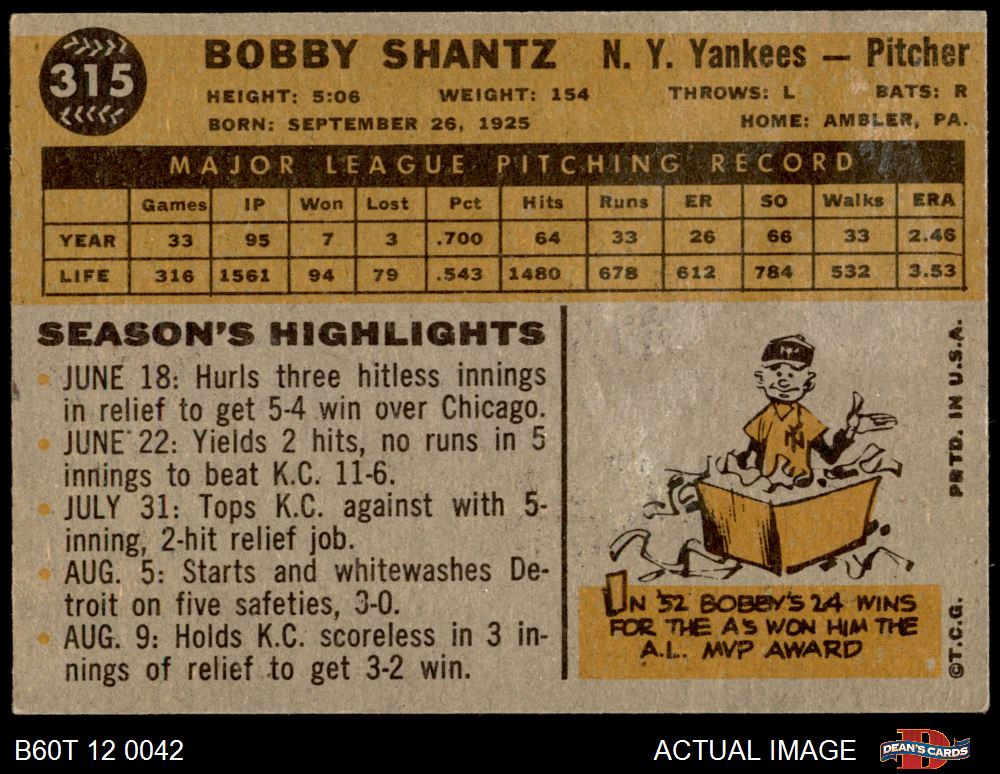 315
BOBBY SHANTZ N. Y. Yankees — Pitcher
HEIGHT: 5:06 WEIGHT: 154 THROWS: L BATS: R
BORN: SEPTEMBER 26, 1925 HOME: AMBLER, PA.
MAJOR LEAGUE PITCHING RECORD
Games IP Won Lost Pct Hits Runs ER SO Walks ERA
YEAR 33 95 7 3 .700 64 33 26 66 33 2.46
LIFE 316 1561 94 79 .543 1480 678 612 784 532 3.53
SEASON'S HIGHLIGHTS
• JUNE 18: Hurls three hitless innings
in relief to get 5-4 win over Chicago.
• JUNE 22: Yields 2 hits, no runs in 5
innings to beat K.C. 11-6.
• JULY 31: Tops K.C. against with 5-
inning, 2-hit relief job.
• AUG. 5: Starts and whitewashes De-
troit on five safeties, 3-0.
• AUG. 9: Holds K.C. scoreless in 3 in-
nings of relief to get 3-2 win.
NY
IN '52 BOBBY'S 24 WINS
FOR THE A'S WON HIM THE
A.L. MVP AWARD
©T.C.G. PRTD. IN U.S.A.
B60T 12 0042 ACTUAL IMAGE DEAN'S CARDS